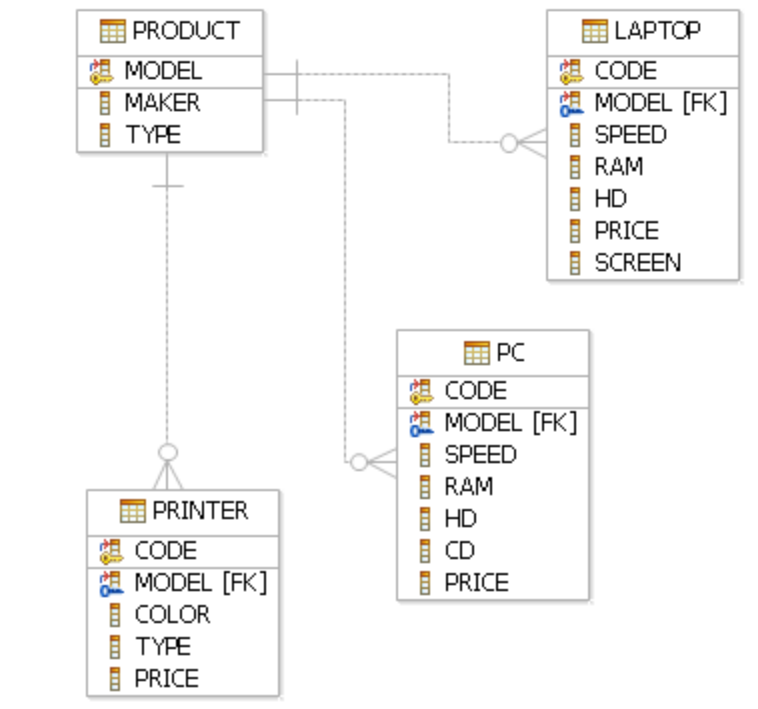 PRODUCT
MODEL
MAKER
TYPE
LAPTOP
CODE
MODEL [FK]
SPEED
RAM
HD
PRICE
SCREEN
PC
CODE
MODEL [FK]
SPEED
RAM
HD
CD
PRICE
PRINTER
CODE
MODEL [FK]
COLOR
TYPE
PRICE